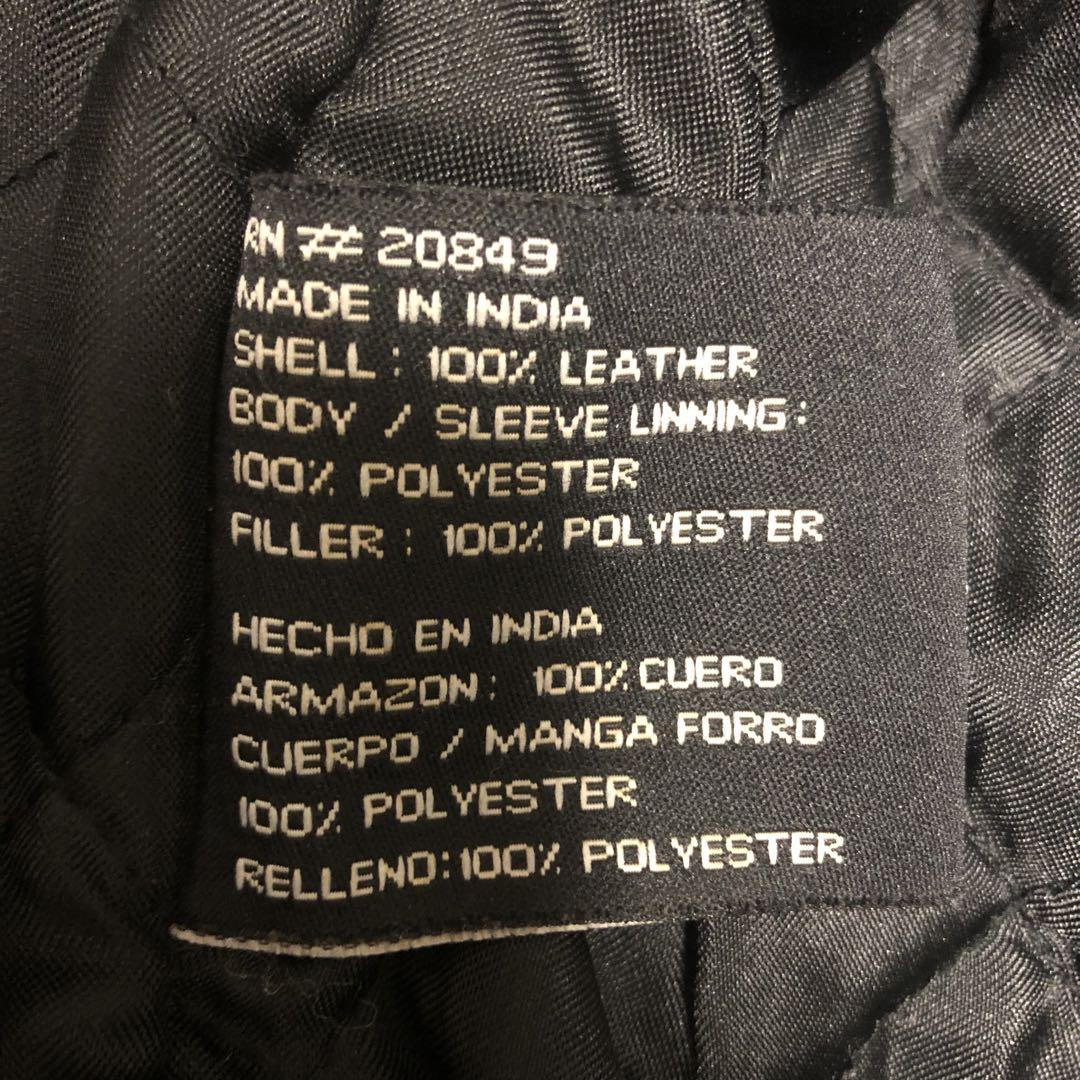 RN # 20849
MADE IN INDIA
SHELL : 100% LEATHER
BODY / SLEEVE LINNING:
100% POLYESTER
FILLER : 100% POLYESTER
HECHO EN INDIA
ARMAZON: 100% CUERO
CUERPO / MANGA FORRO
100% POLYESTER
RELLENO:100% POLYESTER